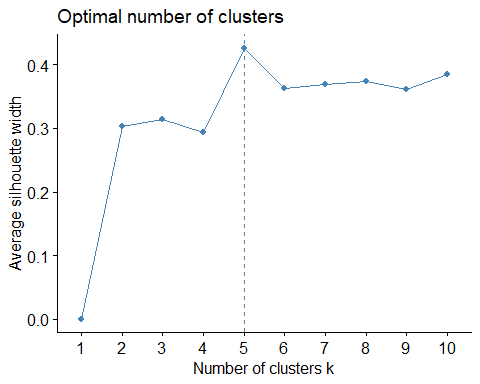 Optimal number of clusters
Average silhouette width
0.4
0.3
0.2
0.1
0.0
1 2 3 4 5 6 7 8 9 10
Number of clusters k